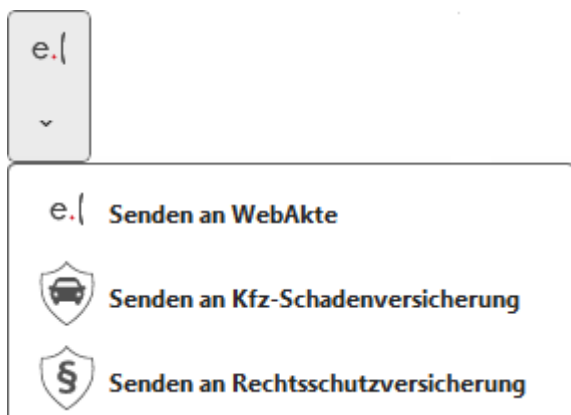 e.(
e.( Senden an WebAkte
Senden an Kfz-Schadenversicherung
§ Senden an Rechtsschutzversicherung